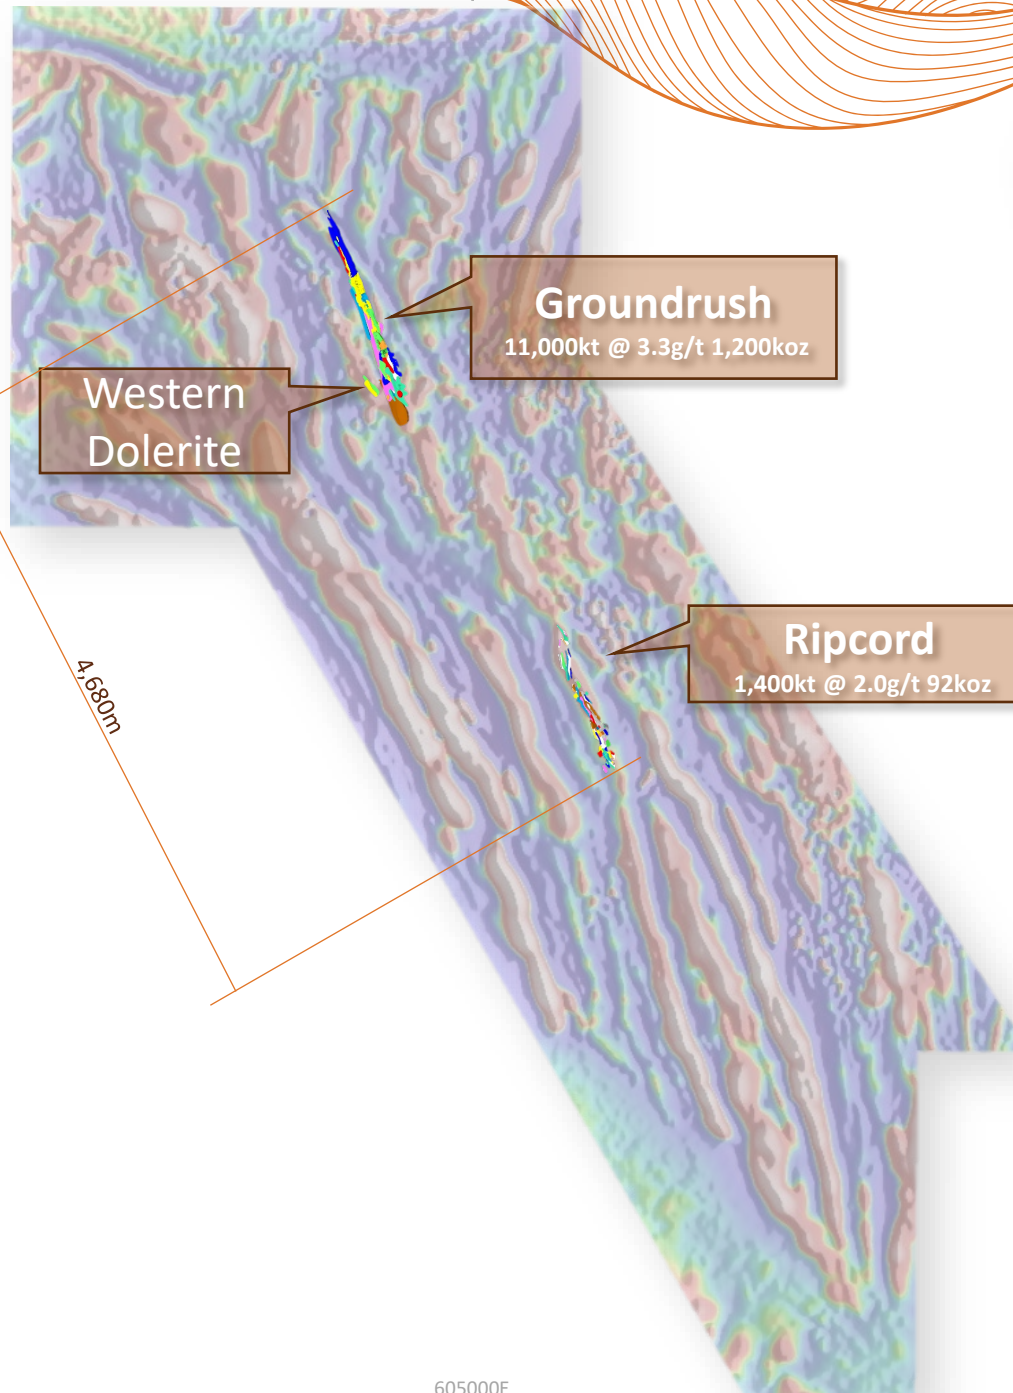 Groundrush
11,000kt @ 3.3g/t 1,200koz
Western
Dolerite
Ripcord
1,400kt @ 2.0g/t 92koz
4,680m
605000E